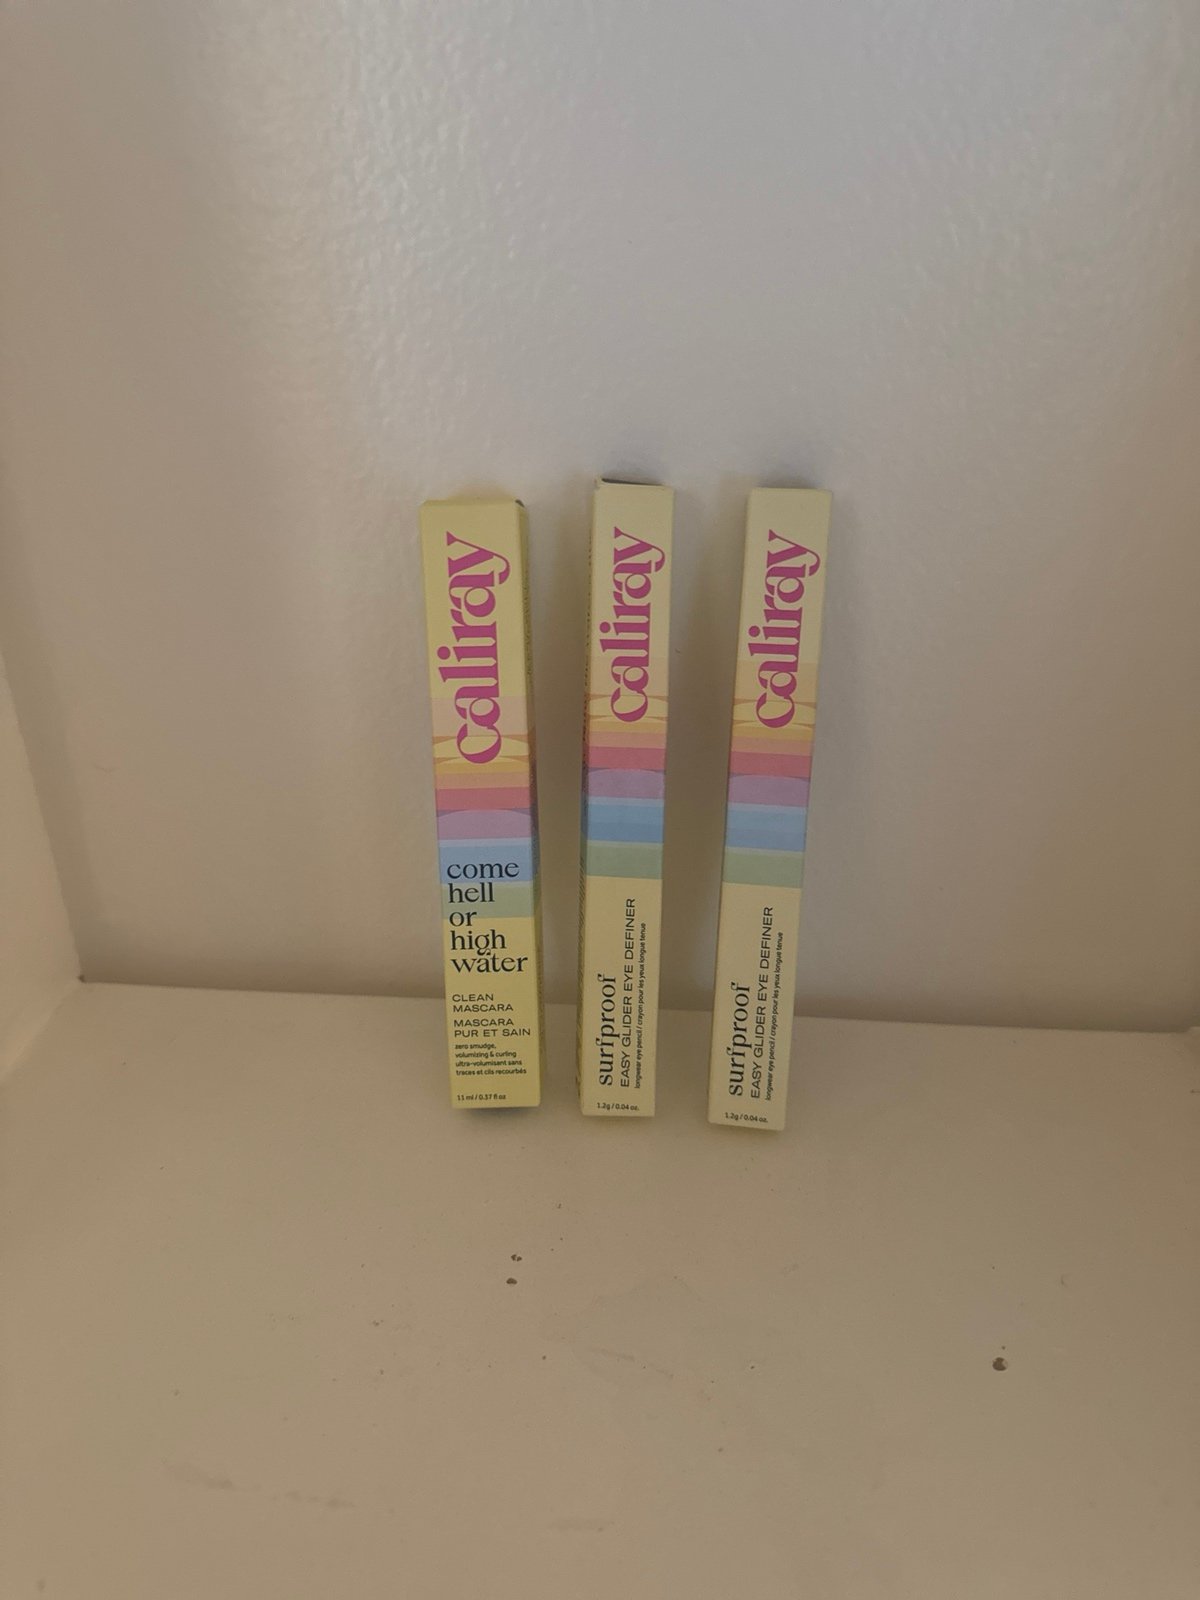 caliray
come
hell
or
high
water
CLEAN
MASCARA
MASCARA
PUR ET SAIN
zero smudge,
volumizing & curling
ultra-volumisant sans
traces et cils recourbés
11 ml / 0.37 fl oz
caliray
surfproof
EASY GLIDER EYE DEFINER
longwear eye pencil / crayon pour les yeux longue tenue
1.2g / 0.04 oz.
caliray
surfproof
EASY GLIDER EYE DEFINER
longwear eye pencil / crayon pour les yeux longue tenue
1.2g / 0.04 oz.